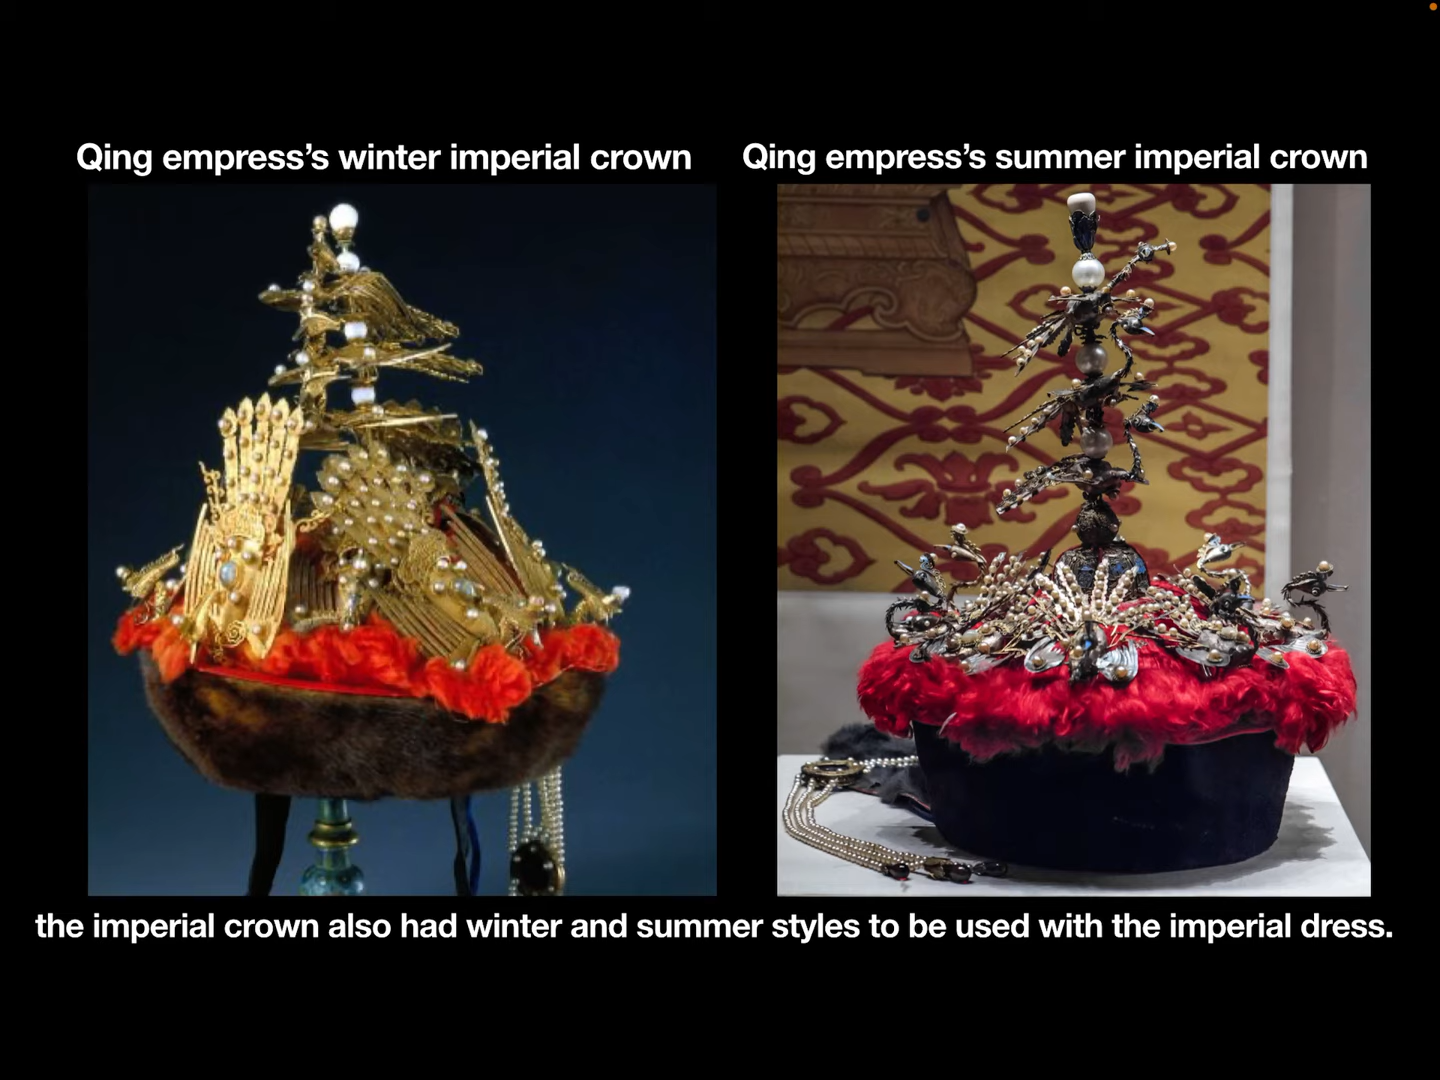 Qing empress’s winter imperial crown
Qing empress’s summer imperial crown
the imperial crown also had winter and summer styles to be used with the imperial dress.